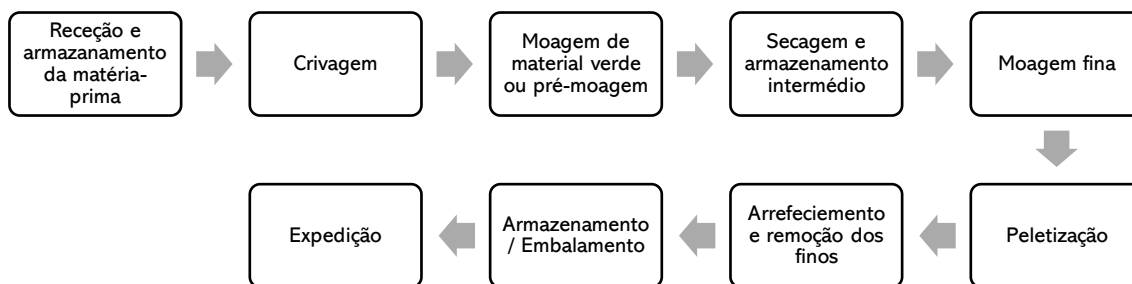 Receção e
armazanamento
da matéria-
prima
Crivagem
Moagem de
material verde
ou pré-moagem
Secagem e
armazenamento
intermédio
Moagem fina
Peletização
Arrefeciemento
e remoção dos
finos
Armazenamento
/ Embalamento
Expedição